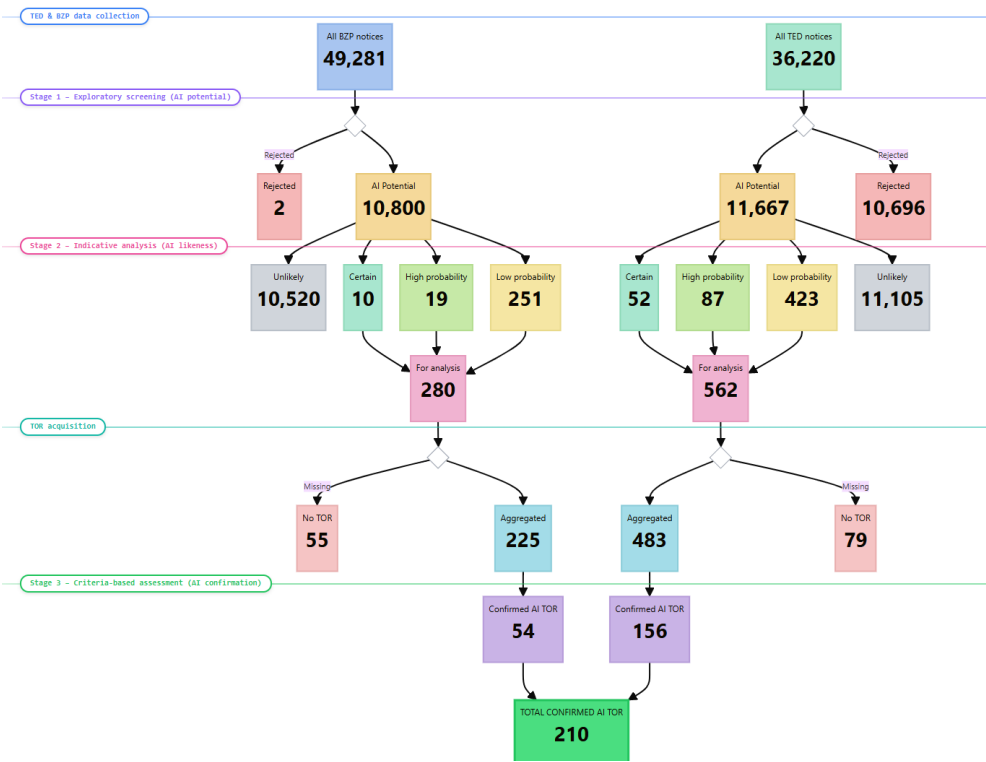 TED & BZP data collection
All BZP notices
49,281
All TED notices
36,220
Stage 1 – Exploratory screening (AI potential)
Rejected
Rejected
Rejected
2
AI Potential
10,800
AI Potential
11,667
Rejected
10,696
Stage 2 – Indicative analysis (AI likeness)
Unlikely
10,520
Certain
10
High probability
19
Low probability
251
Certain
52
High probability
87
Low probability
423
Unlikely
11,105
For analysis
280
For analysis
562
TOR acquisition
Missing
Missing
No TOR
55
Aggregated
225
Aggregated
483
No TOR
79
Stage 3 – Criteria-based assessment (AI confirmation)
Confirmed AI TOR
54
Confirmed AI TOR
156
TOTAL CONFIRMED AI TOR
210